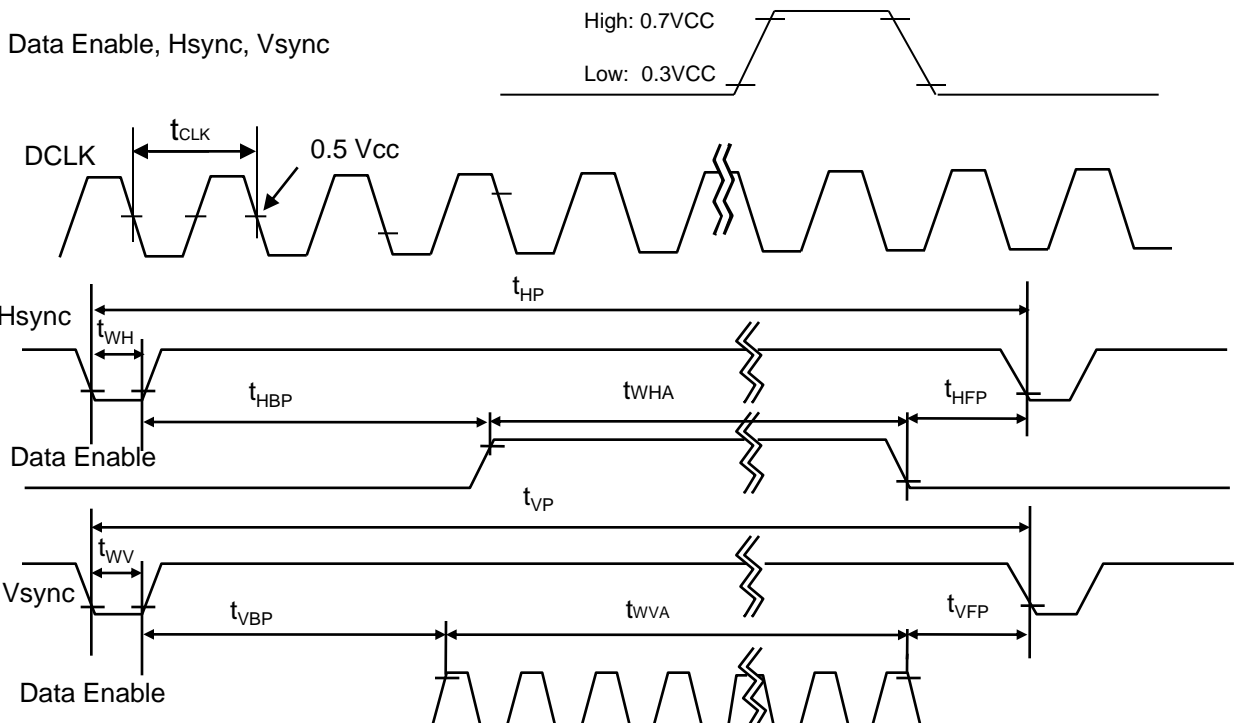 High: 0.7VCC
Data Enable, Hsync, Vsync
Low: 0.3VCC
tCLK
DCLK
0.5 Vcc
tHP
Hsync
tWH
tHBP
tWHA
tHFP
Data Enable
tVP
tWV
Vsync
tVBP
tWVA
tVFP
Data Enable